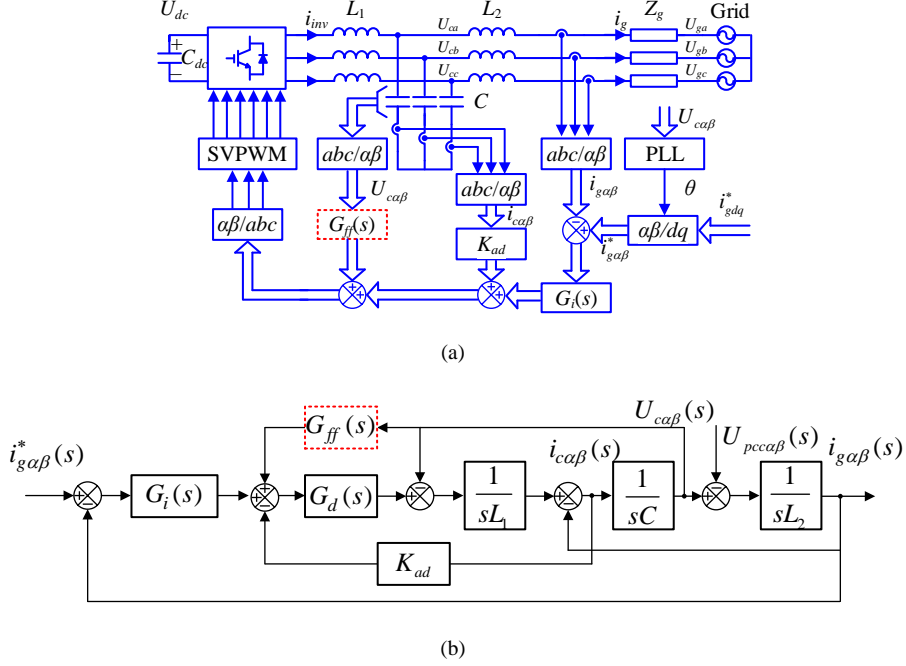 U_dc i_inv L_1 L_2 i_g Z_g Grid
U_ca U_ga
C_dc U_cb U_gb
U_cc U_gc
C U_cαβ
SVPWM abc/αβ abc/αβ PLL
U_cαβ abc/αβ i_gαβ θ i*_gdq
αβ/abc G_ff(s) i_cαβ αβ/dq
K_ad i*_gαβ
G_i(s)
(a)
G_ff(s) U_cαβ(s)
i*_gαβ(s) i_cαβ(s) U_pccαβ(s) i_gαβ(s)
G_i(s) G_d(s) 1/sL_1 1/sC 1/sL_2
K_ad
(b)